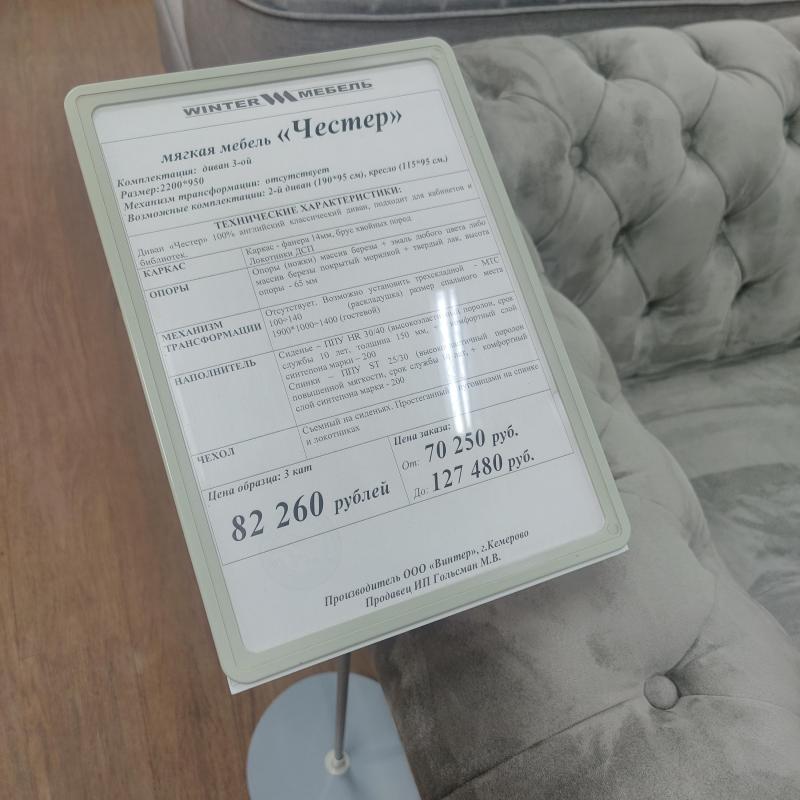 WINTER МЕБЕЛЬ
мягкая мебель «Честер»
Комплектация: диван 3-ой
Размер:2200*950
Механизм трансформации: отсутствует
Возможные комплектации: 2-й диван (190*95 см), кресло (115*95 см.)
ТЕХНИЧЕСКИЕ ХАРАКТЕРИСТИКИ:
Диван «Честер» 100% английский классический диван, подходит для кабинетов и
библиотек.
КАРКАС
Каркас - фанера 14мм, брус хвойных пород
Локотники ДСП
ОПОРЫ
Опоры (ножки) массив березы + эмаль любого цвета либо
массив березы покрытый морилкой + твердый лак, высота
опоры - 65 мм
МЕХАНИЗМ
ТРАНСФОРМАЦИИ
Отсутствует. Возможно установить трехскладной - МТС
100~140 (раскладушка) размер спального места
1900*1000~1400 (гостевой)
НАПОЛНИТЕЛЬ
Сиденье – ППУ HR 30/40 (высокоэластичный поролон, срок
службы 10 лет, толщина 150 мм, + комфортный слой
синтепона марки – 200
Спинки – ППУ ST 25/30 (высокоэластичный поролон
повышенной мягкости, срок службы 10 лет, + комфортный
слой синтепона марки - 200
ЧЕХОЛ
Съемный на сиденьях. Простеганный пуговицами на спинке
и локотниках
Цена образца: 3 кат
82 260 рублей
Цена заказа:
От: 70 250 руб.
До: 127 480 руб.
Производитель ООО «Винтер», г.Кемерово
Продавец ИП Гольсман М.В.